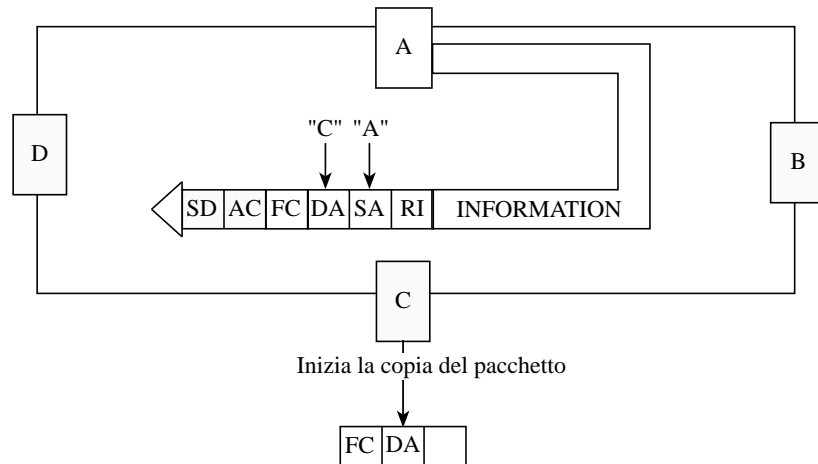 A
"C" "A"
D
B
SD AC FC DA SA RI INFORMATION
C
Inizia la copia del pacchetto
FC DA